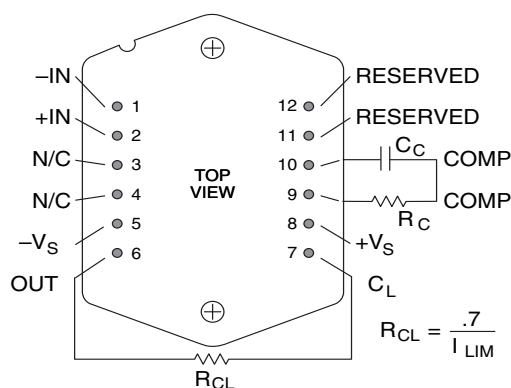 –IN
+IN
N/C
N/C
–VS
OUT
1
2
3
4
5
6
TOP
VIEW
12
11
10
9
8
7
RESERVED
RESERVED
CC
COMP
COMP
RC
+VS
CL
RCL
RCL = .7
I LIM